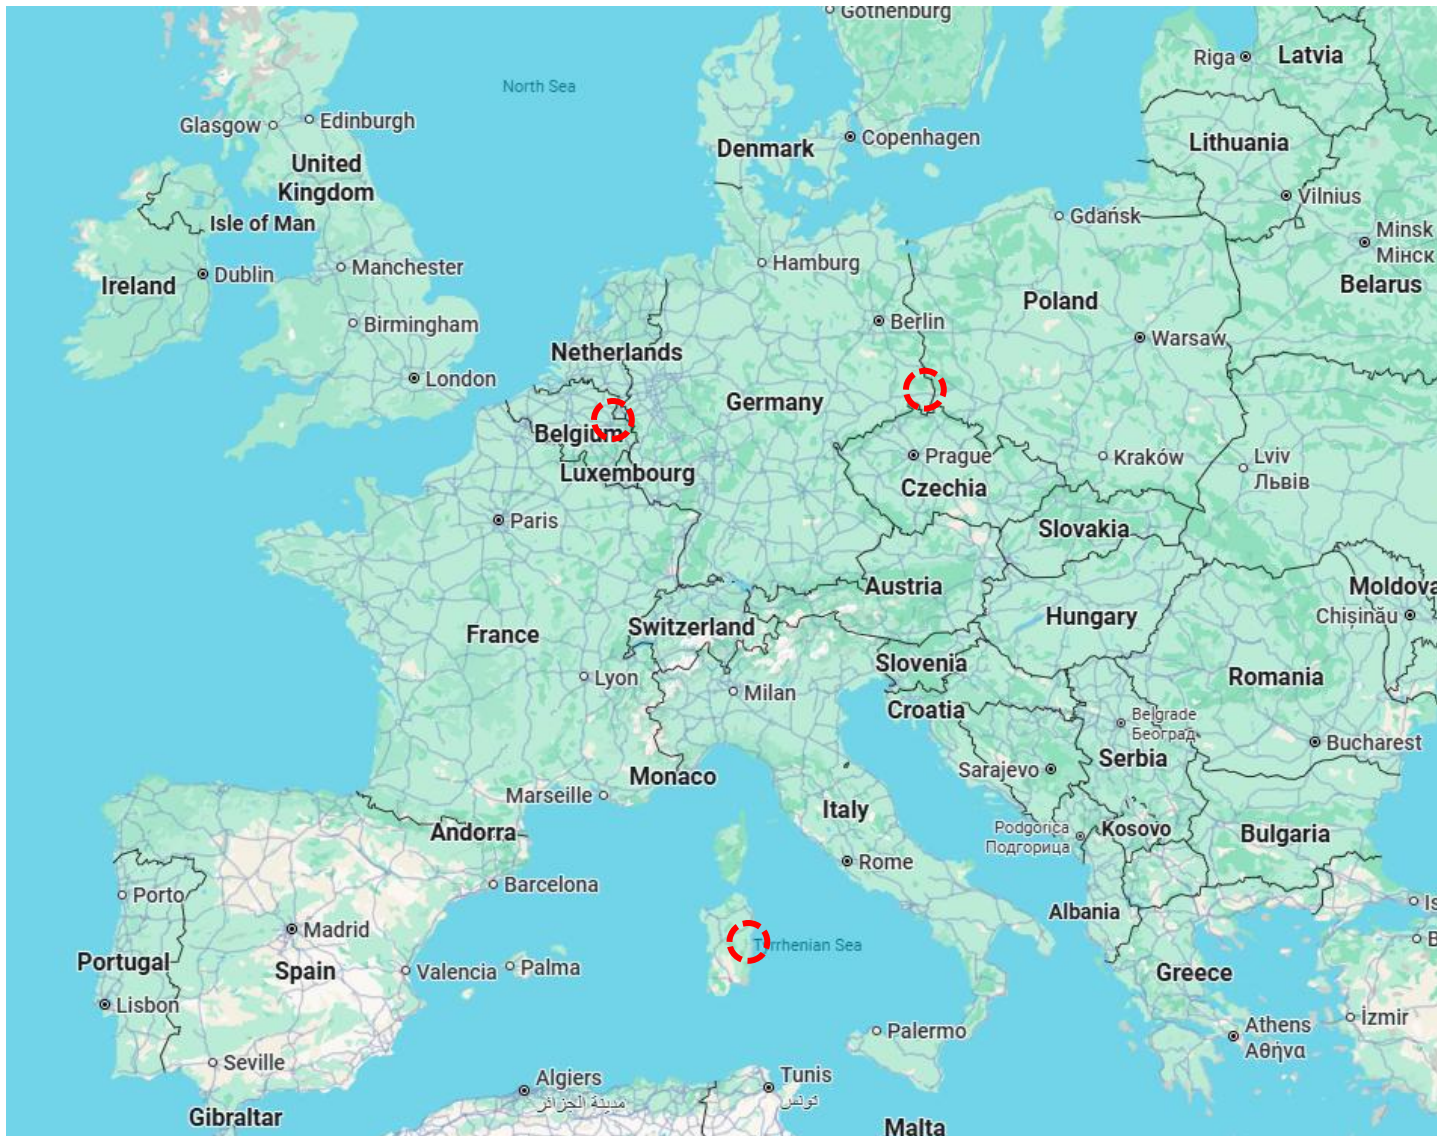 Gothenburg
Riga
Latvia
North Sea
Glasgow
Edinburgh
Copenhagen
Denmark
Lithuania
United
Kingdom
Vilnius
Isle of Man
Gdańsk
Minsk
Мінск
Dublin
Manchester
Hamburg
Ireland
Belarus
Poland
Birmingham
Berlin
Warsaw
Netherlands
London
Germany
Belgium
Prague
Kraków
Lviv
Львів
Luxembourg
Czechia
Paris
Slovakia
Austria
Moldova
Chișinău
Hungary
France
Switzerland
Slovenia
Lyon
Romania
Milan
Croatia
Belgrade
Београд
Bucharest
Serbia
Sarajevo
Monaco
Marseille
Italy
Andorra
Podgorica
Подгорица
Kosovo
Bulgaria
Rome
Barcelona
Porto
Is
Albania
Madrid
Tyrrhenian Sea
B
Portugal
Spain
Valencia
Palma
Greece
Lisbon
İzmir
Athens
Αθήνα
Palermo
Seville
Algiers
مدينة الجزائر
Tunis
تونس
Gibraltar
Malta